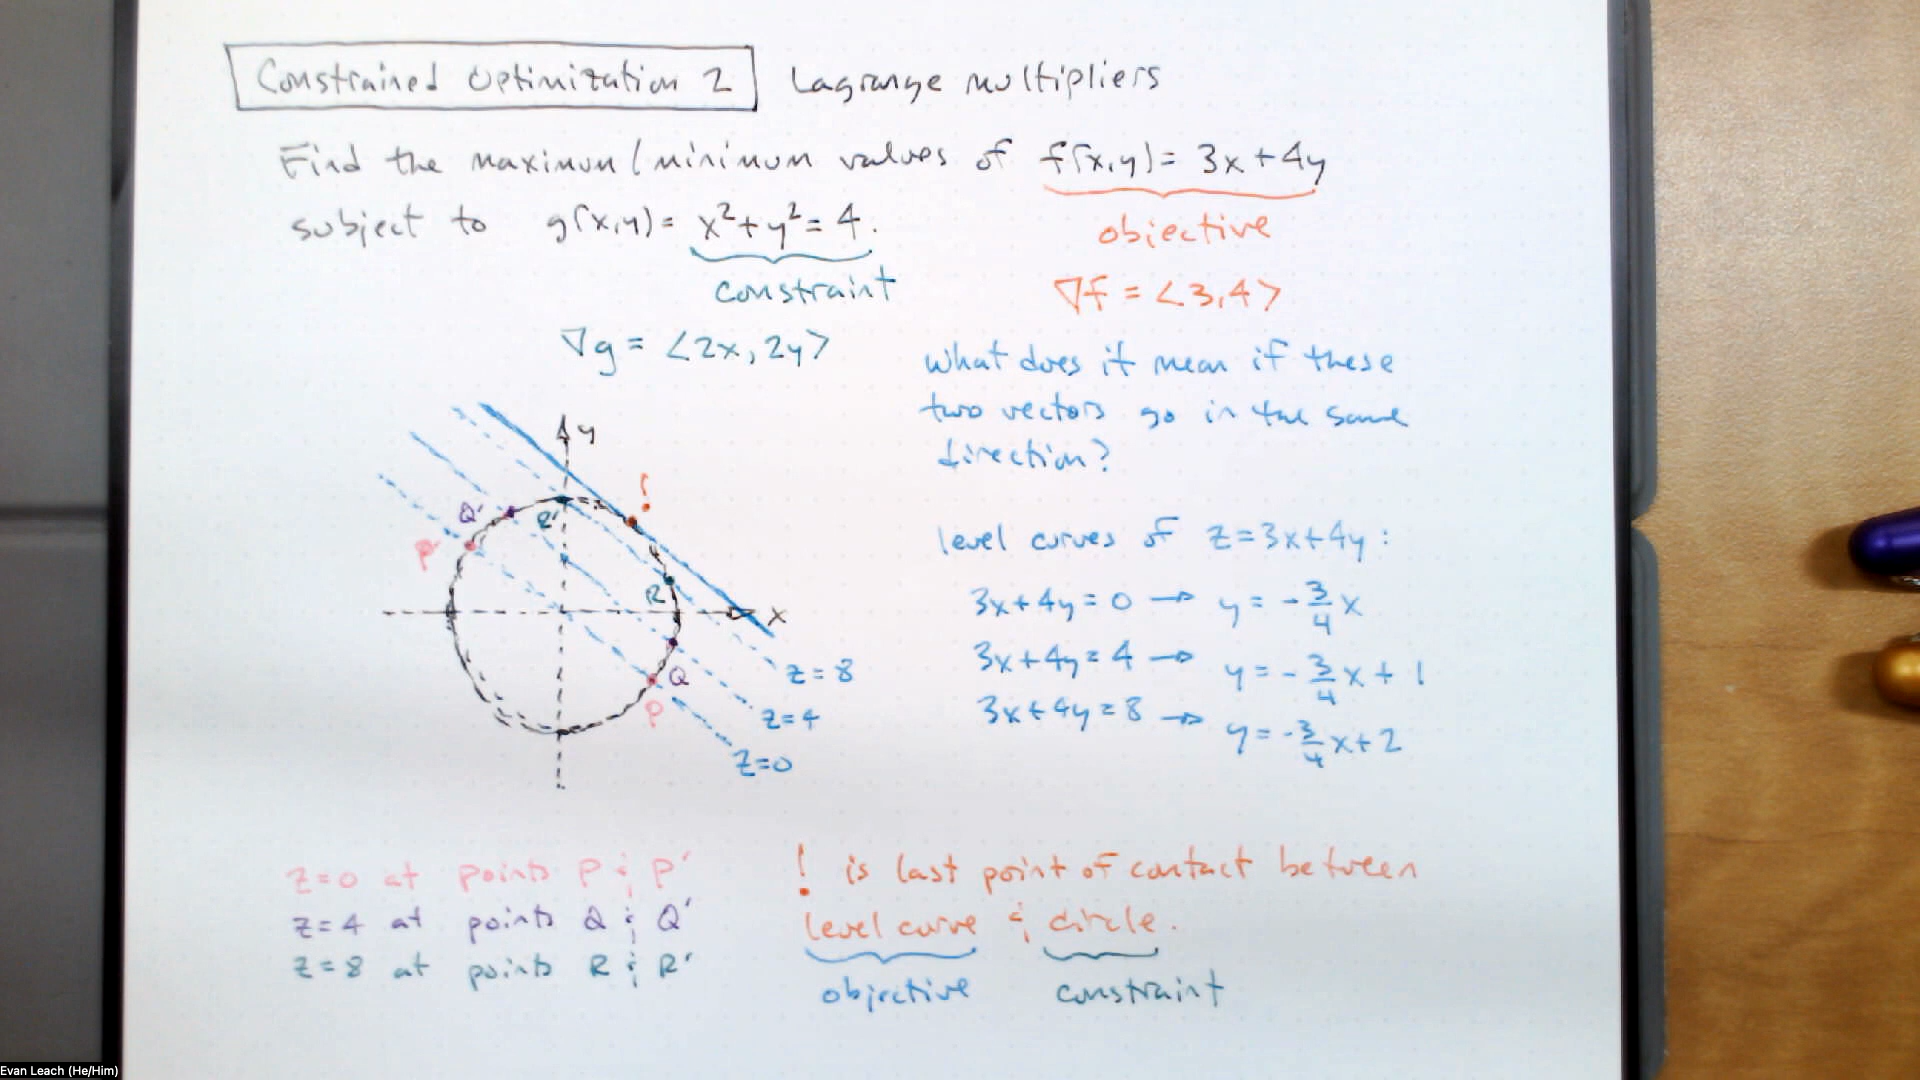 Constrained Optimization 2 Lagrange multipliers
Find the maximum/minimum values of f(x,y) = 3x+4y
subject to g(x,y) = x²+y² = 4.
objective
constraint
∇f = <3,4>
∇g = <2x, 2y>
What does it mean if these
two vectors go in the same
direction?
y
!
Q'
R'
P'
R
x
Q
P
z=8
z=4
z=0
level curves of z=3x+4y:
3x+4y=0 → y = -3/4 x
3x+4y=4 → y = -3/4 x + 1
3x+4y=8 → y = -3/4 x + 2
z=0 at points P & P'
z=4 at points Q & Q'
z=8 at points R & R'
! is last point of contact between
level curve & circle.
objective constraint
Evan Leach (He/Him)